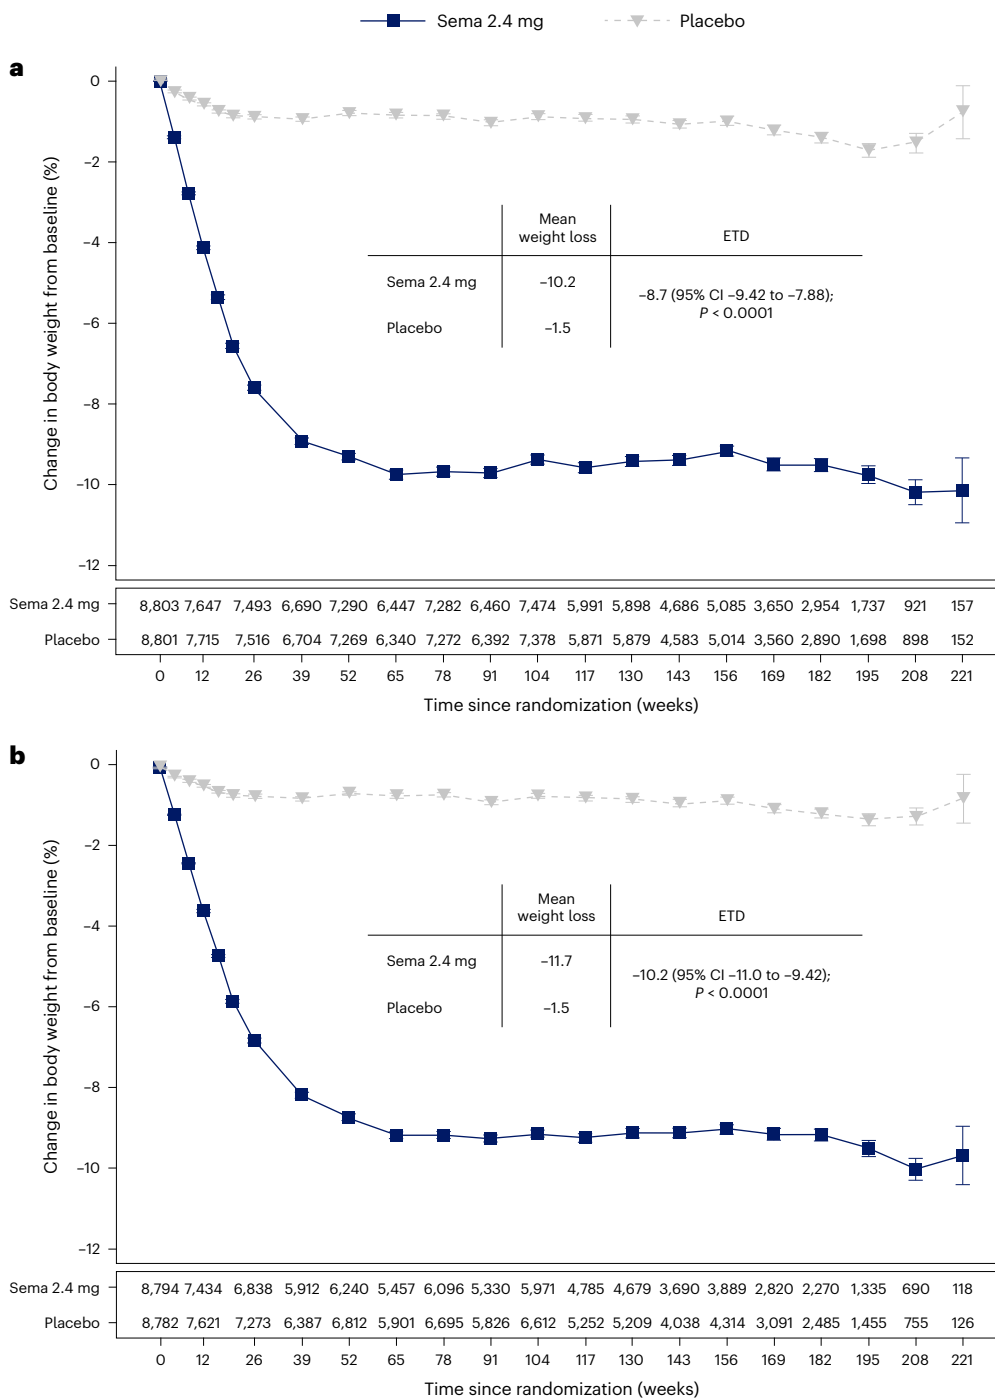 Sema 2.4 mg Placebo
a
Change in body weight from baseline (%)
0
−2
−4
−6
−8
−10
−12
Mean weight loss ETD
Sema 2.4 mg −10.2
−8.7 (95% CI −9.42 to −7.88);
P < 0.0001
Placebo −1.5
Sema 2.4 mg 8,803 7,647 7,493 6,690 7,290 6,447 7,282 6,460 7,474 5,991 5,898 4,686 5,085 3,650 2,954 1,737 921 157
Placebo 8,801 7,715 7,516 6,704 7,269 6,340 7,272 6,392 7,378 5,871 5,879 4,583 5,014 3,560 2,890 1,698 898 152
0 12 26 39 52 65 78 91 104 117 130 143 156 169 182 195 208 221
Time since randomization (weeks)
b
Change in body weight from baseline (%)
0
−2
−4
−6
−8
−10
−12
Mean weight loss ETD
Sema 2.4 mg −11.7
−10.2 (95% CI −11.0 to −9.42);
P < 0.0001
Placebo −1.5
Sema 2.4 mg 8,794 7,434 6,838 5,912 6,240 5,457 6,096 5,330 5,971 4,785 4,679 3,690 3,889 2,820 2,270 1,335 690 118
Placebo 8,782 7,621 7,273 6,387 6,812 5,901 6,695 5,826 6,612 5,252 5,209 4,038 4,314 3,091 2,485 1,455 755 126
0 12 26 39 52 65 78 91 104 117 130 143 156 169 182 195 208 221
Time since randomization (weeks)